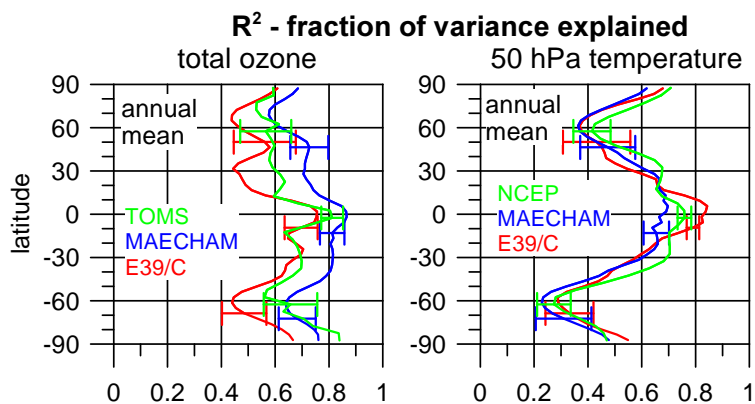 R² - fraction of variance explained
total ozone
50 hPa temperature
90
60
30
0
-30
-60
-90
latitude
annual
mean
TOMS
MAECHAM
E39/C
0 0.2 0.4 0.6 0.8 1
90
60
30
0
-30
-60
-90
annual
mean
NCEP
MAECHAM
E39/C
0 0.2 0.4 0.6 0.8 1